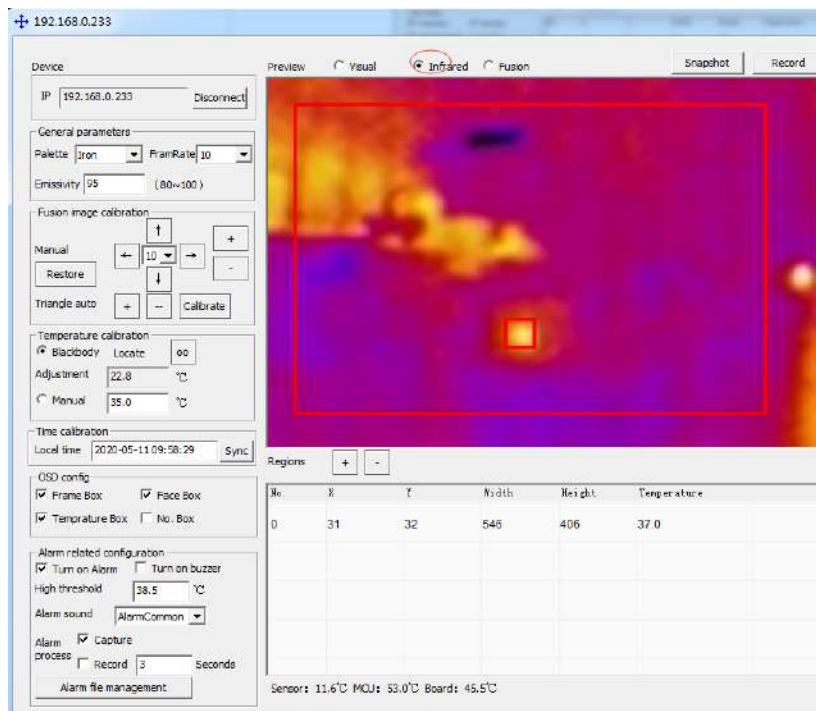 192.168.0.233
Device
IP 192.168.0.233 Disconnect
General parameters
Palette Iron FramRate 10
Emissivity 95 (80~100)
Fusion image calibration
Manual
↑
← 10 →
↓
+
-
Restore
Triangle auto + -- Calibrate
Temperature calibration
Blackbody Locate
Adjustment 22.8 ℃
Manual 35.0 ℃
Time calibration
Local time 2020-05-11 09:58:29 Sync
OSD config
Frame Box Face Box
Temprature Box No. Box
Alarm related configuration
Turn on Alarm Turn on buzzer
High threshold 38.5 ℃
Alarm sound AlarmCommon
Alarm process
Capture
Record 3 Seconds
Alarm file management
Preview Visual Infrared Fusion Snapshot Record
Regions + -
No. X Y Width Height Temperature
0 31 32 546 406 37.0
Sensor: 11.6℃ MCU: 53.0℃ Board: 45.5℃